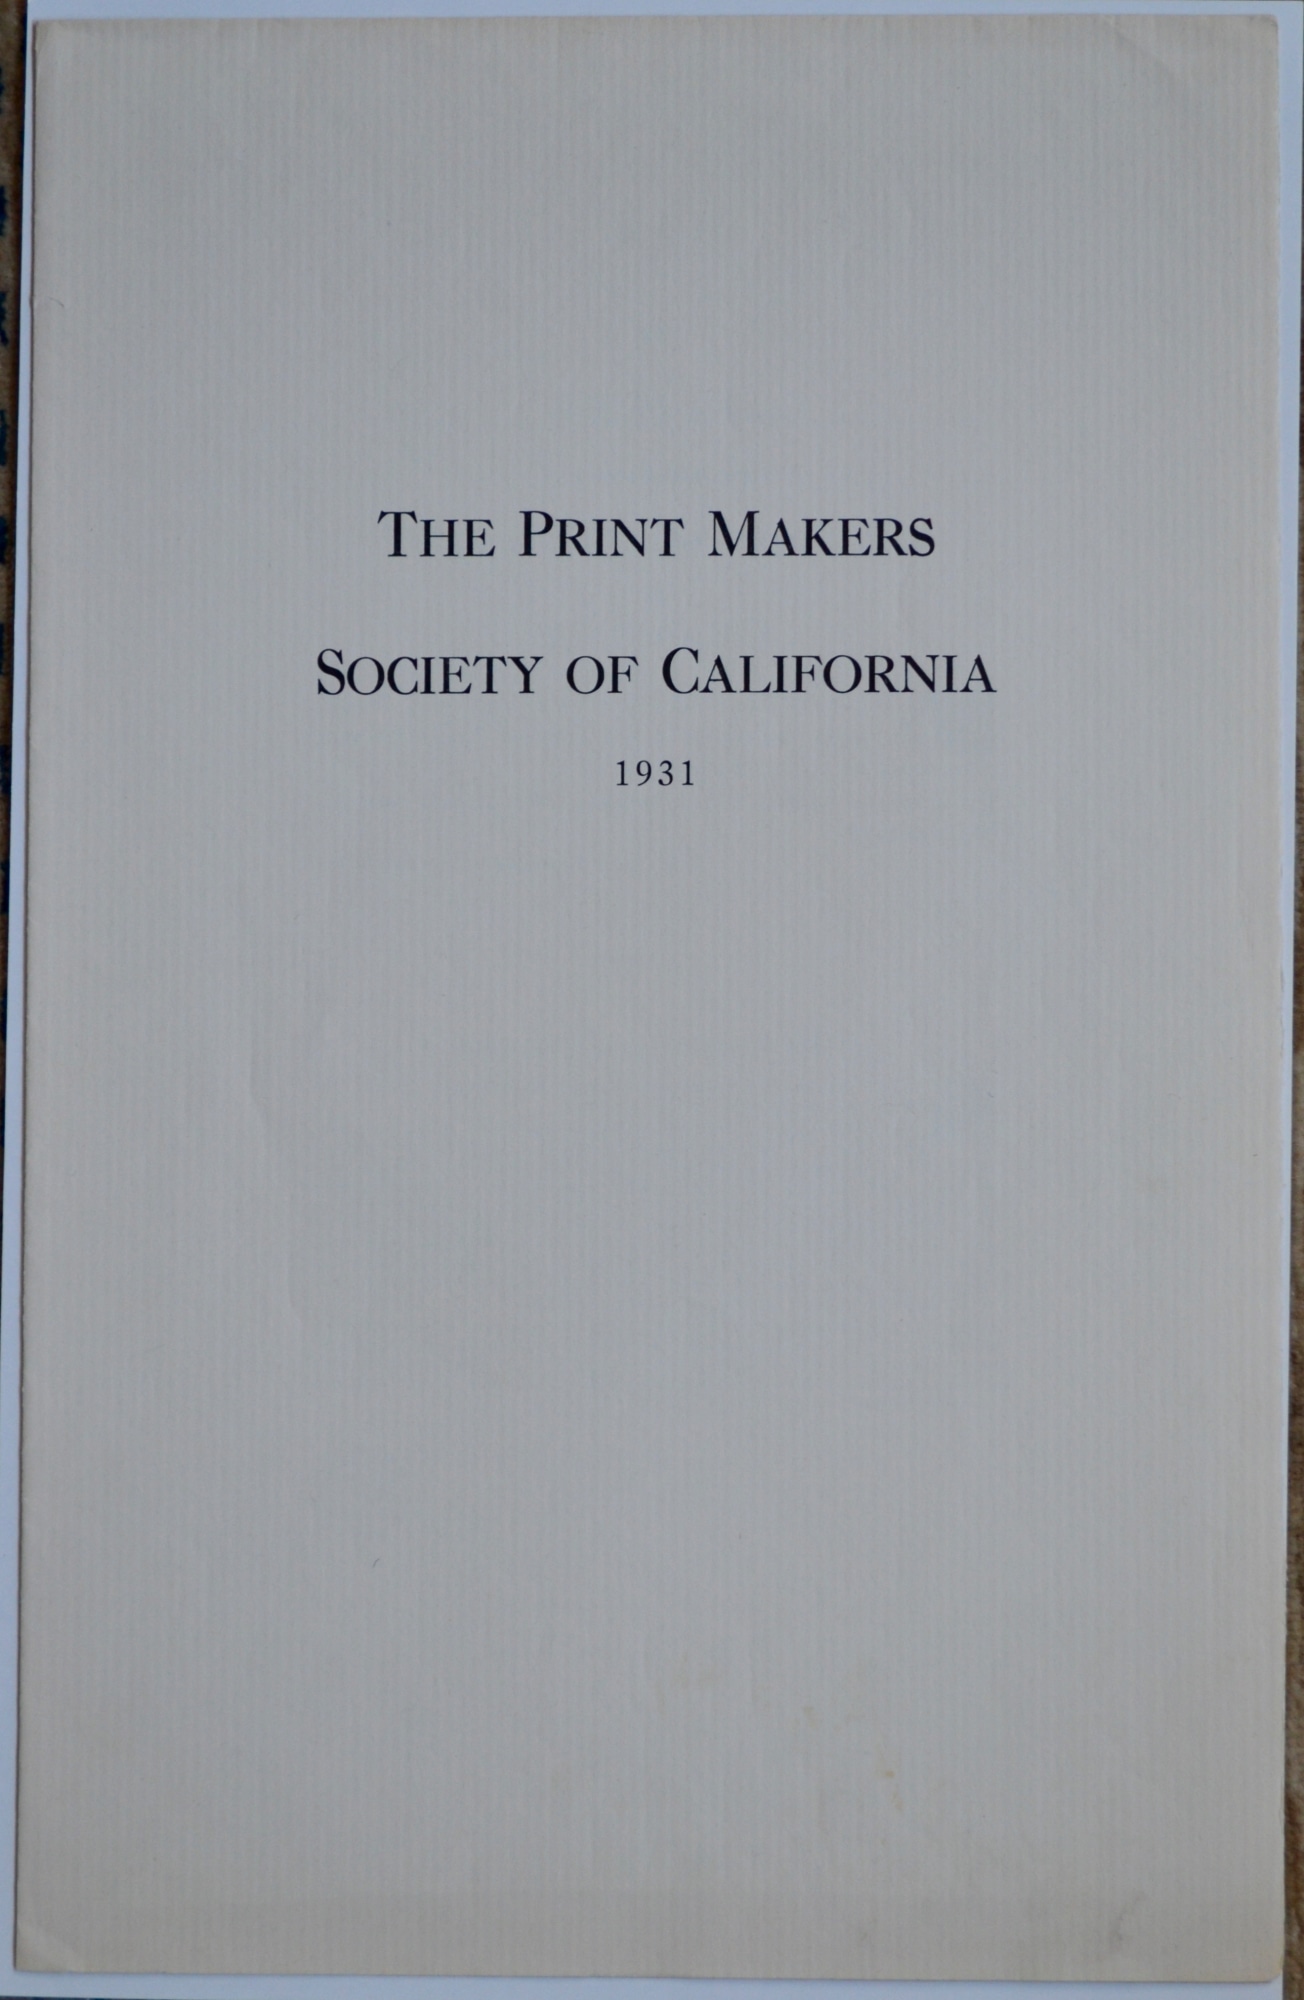 The Print Makers
Society of California
1931